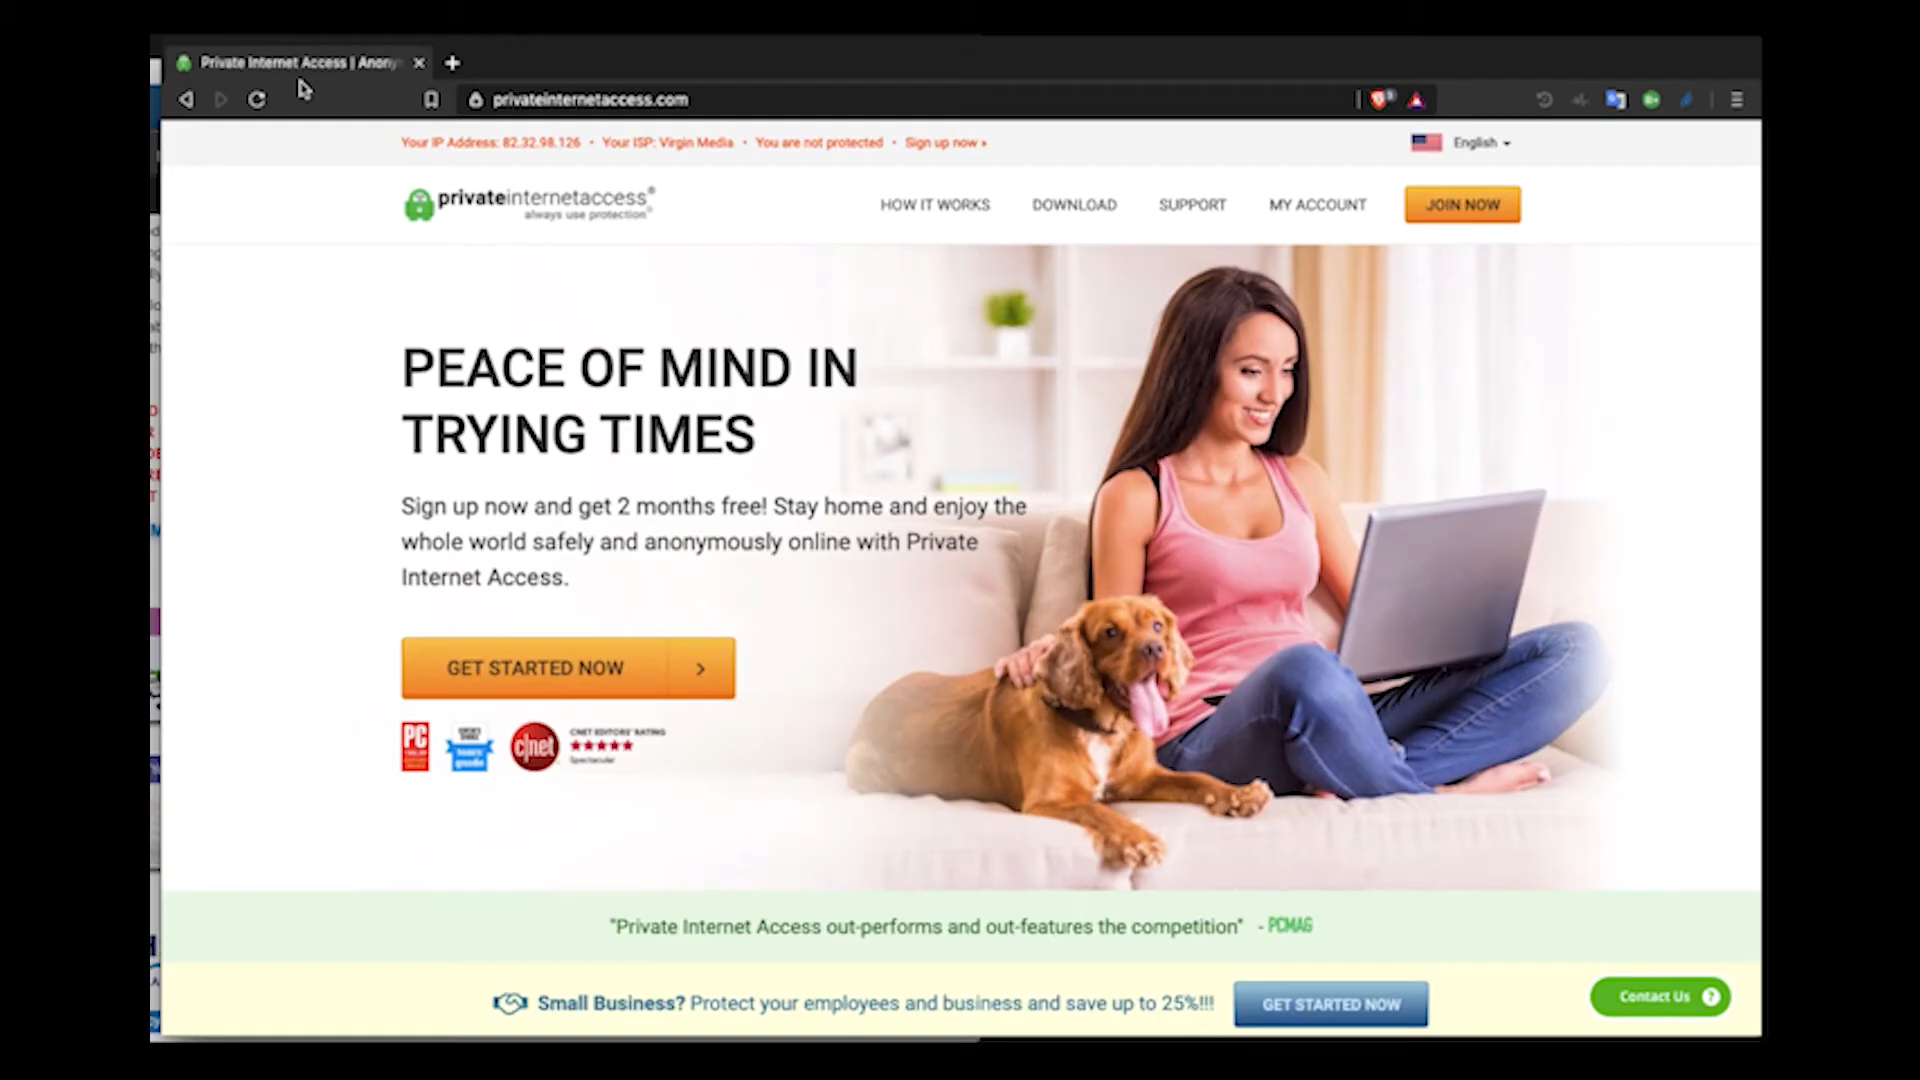 Private Internet Access | Anony
privateinternetaccess.com
Your IP Address: 82.32.98.126 • Your ISP: Virgin Media • You are not protected • Sign up now »
English
privateinternetaccess®
always use protection®
HOW IT WORKS
DOWNLOAD
SUPPORT
MY ACCOUNT
JOIN NOW
PEACE OF MIND IN
TRYING TIMES
Sign up now and get 2 months free! Stay home and enjoy the
whole world safely and anonymously online with Private
Internet Access.
GET STARTED NOW
PC
c|net
CNET EDITORS' RATING
Spectacular
"Private Internet Access out-performs and out-features the competition" - PCMAG
Small Business? Protect your employees and business and save up to 25%!!!
GET STARTED NOW
Contact Us ?